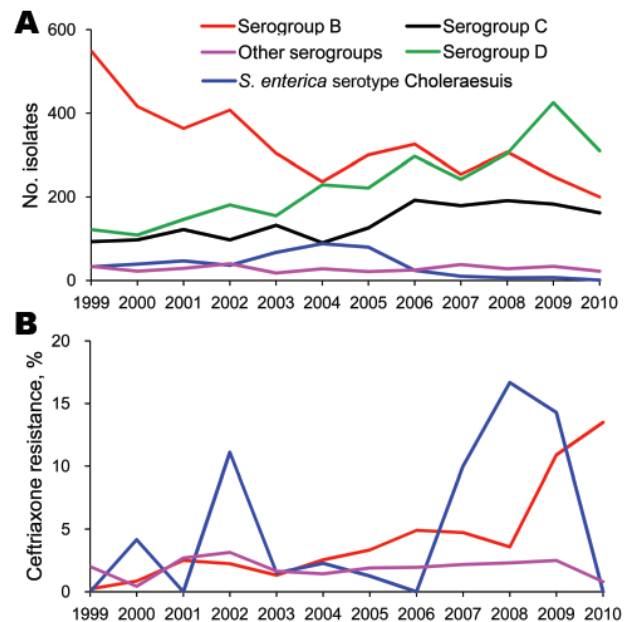 A
Serogroup B
Serogroup C
Other serogroups
Serogroup D
S. enterica serotype Choleraesuis
No. isolates
600
400
200
0
1999 2000 2001 2002 2003 2004 2005 2006 2007 2008 2009 2010
B
Ceftriaxone resistance, %
20
15
10
5
0
1999 2000 2001 2002 2003 2004 2005 2006 2007 2008 2009 2010